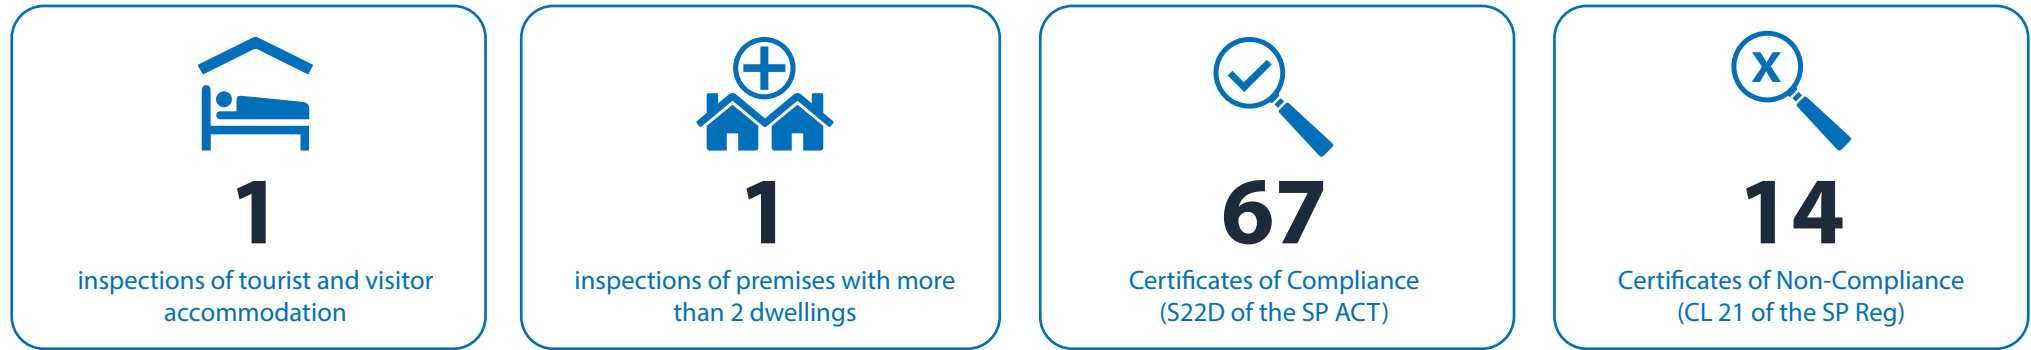 1
inspections of tourist and visitor
accommodation
1
inspections of premises with more
than 2 dwellings
67
Certificates of Compliance
(S22D of the SP ACT)
X
14
Certificates of Non-Compliance
(CL 21 of the SP Reg)